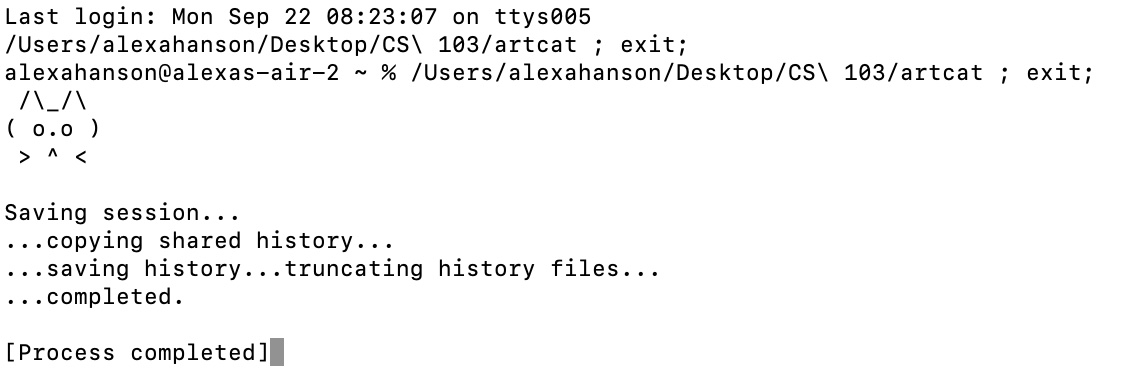 Last login: Mon Sep 22 08:23:07 on ttys005
/Users/alexahanson/Desktop/CS\ 103/artcat ; exit;
alexahanson@alexas-air-2 ~ % /Users/alexahanson/Desktop/CS\ 103/artcat ; exit;
 /\_/\
( o.o )
 > ^ <

Saving session...
...copying shared history...
...saving history...truncating history files...
...completed.

[Process completed]